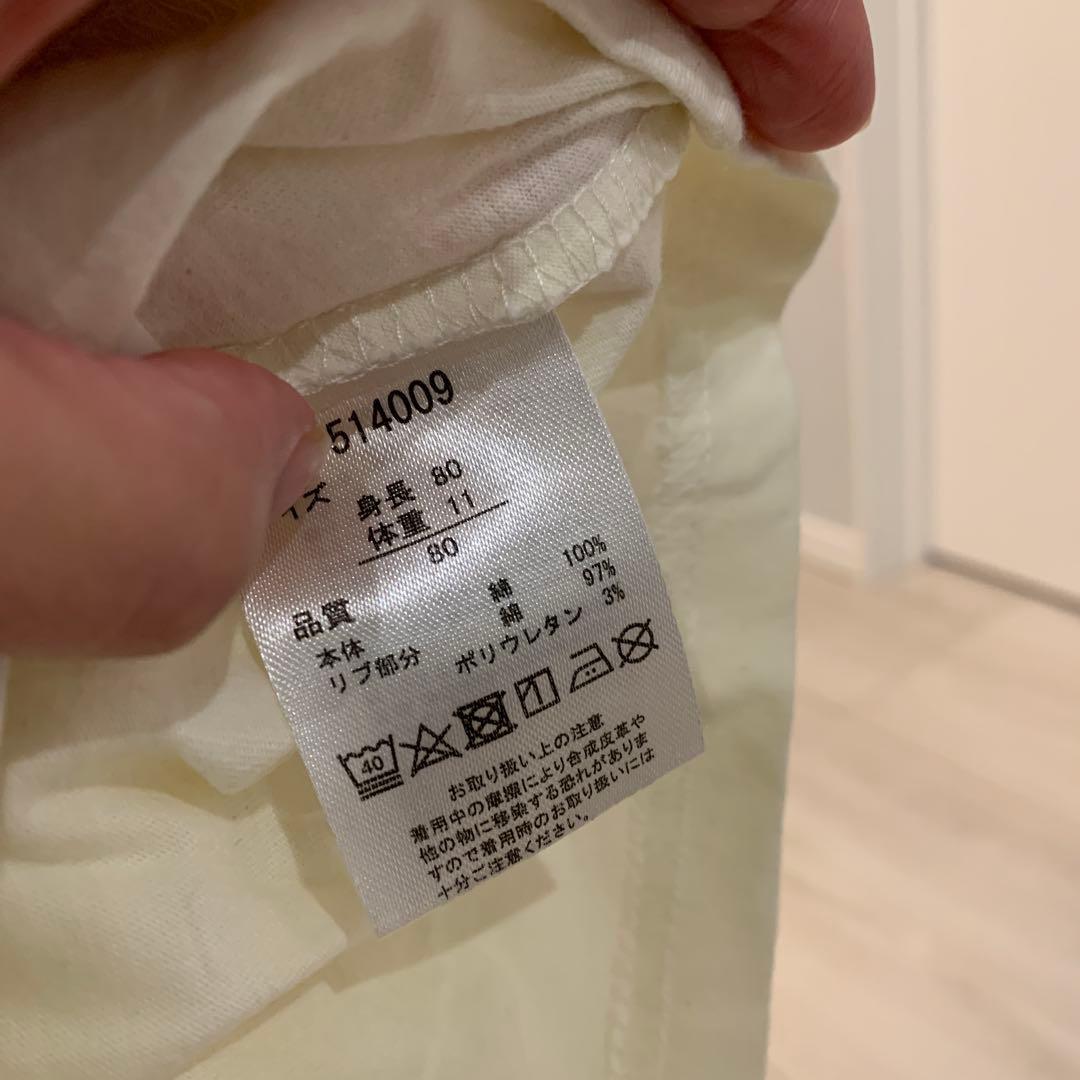 514009
イズ 身長 80
体重 11
80
品質
本体 綿 100%
リブ部分 綿 97%
ポリウレタン 3%
40
お取り扱い上の注意
着用中の摩擦により合成皮革や
他の物に移染する恐れがありま
すので着用時のお取り扱いには
十分ご注意ください。